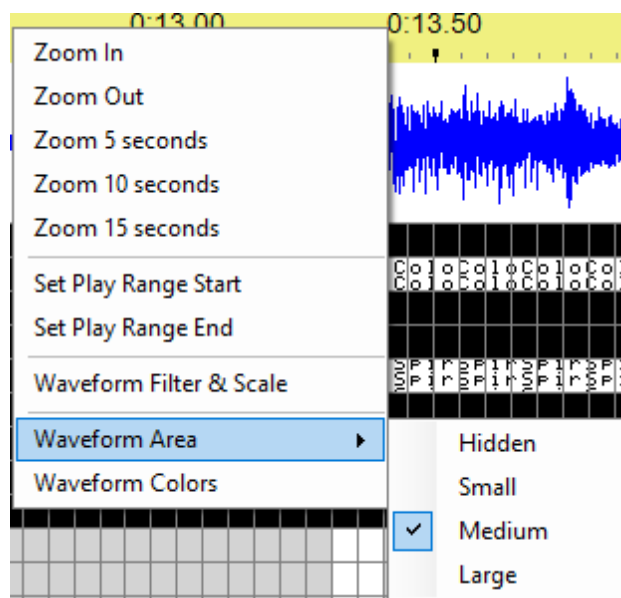 0:13.00 0:13.50
Zoom In
Zoom Out
Zoom 5 seconds
Zoom 10 seconds
Zoom 15 seconds
Set Play Range Start
Set Play Range End
Waveform Filter & Scale
Waveform Area
Waveform Colors
Hidden
Small
Medium
Large